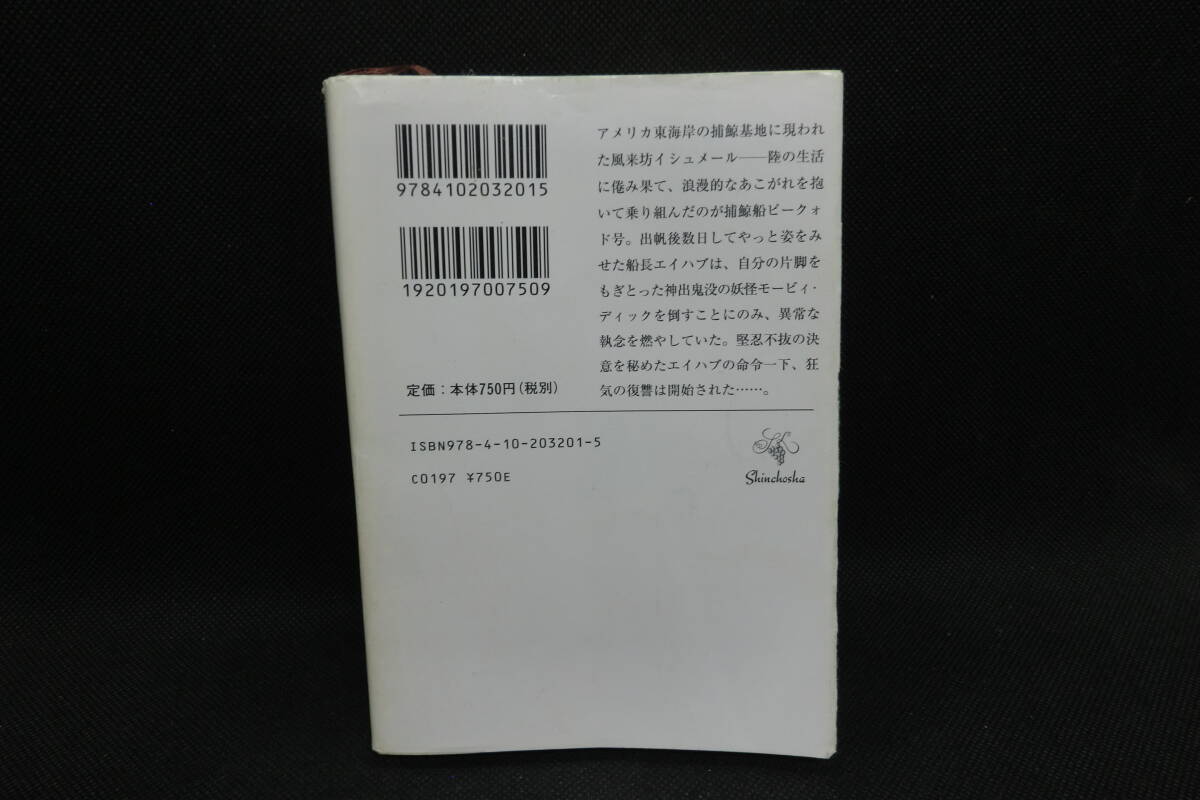 9784102032015
1920197007509
定価：本体750円(税別)
アメリカ東海岸の捕鯨基地に現われ
た風来坊イシュメール――陸の生活
に倦み果て、浪漫的なあこがれを抱
いて乗り組んだのが捕鯨船ピークォ
ド号。出帆後数日してやっと姿をみ
せた船長エイハブは、自分の片脚を
もぎとった神出鬼没の妖怪モービィ・
ディックを倒すことにのみ、異常な
執念を燃やしていた。堅忍不抜の決
意を秘めたエイハブの命令一下、狂
気の復讐は開始された……。
ISBN978-4-10-203201-5
C0197 ¥750E
Shinchosha